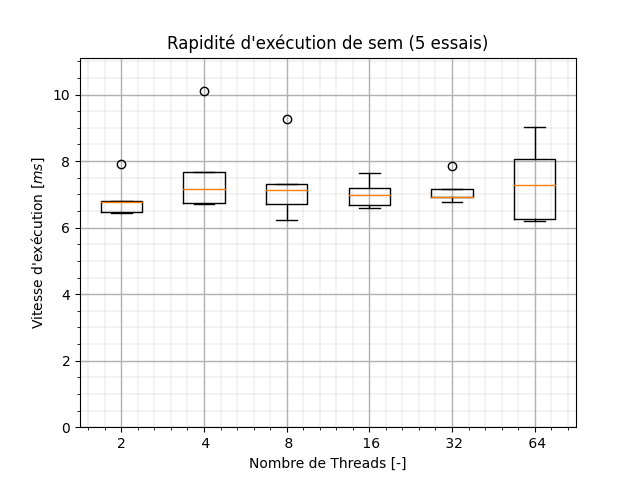 Rapidité d'exécution de sem (5 essais)
Vitesse d'exécution [ms]
10
8
6
4
2
0
2 4 8 16 32 64
Nombre de Threads [-]